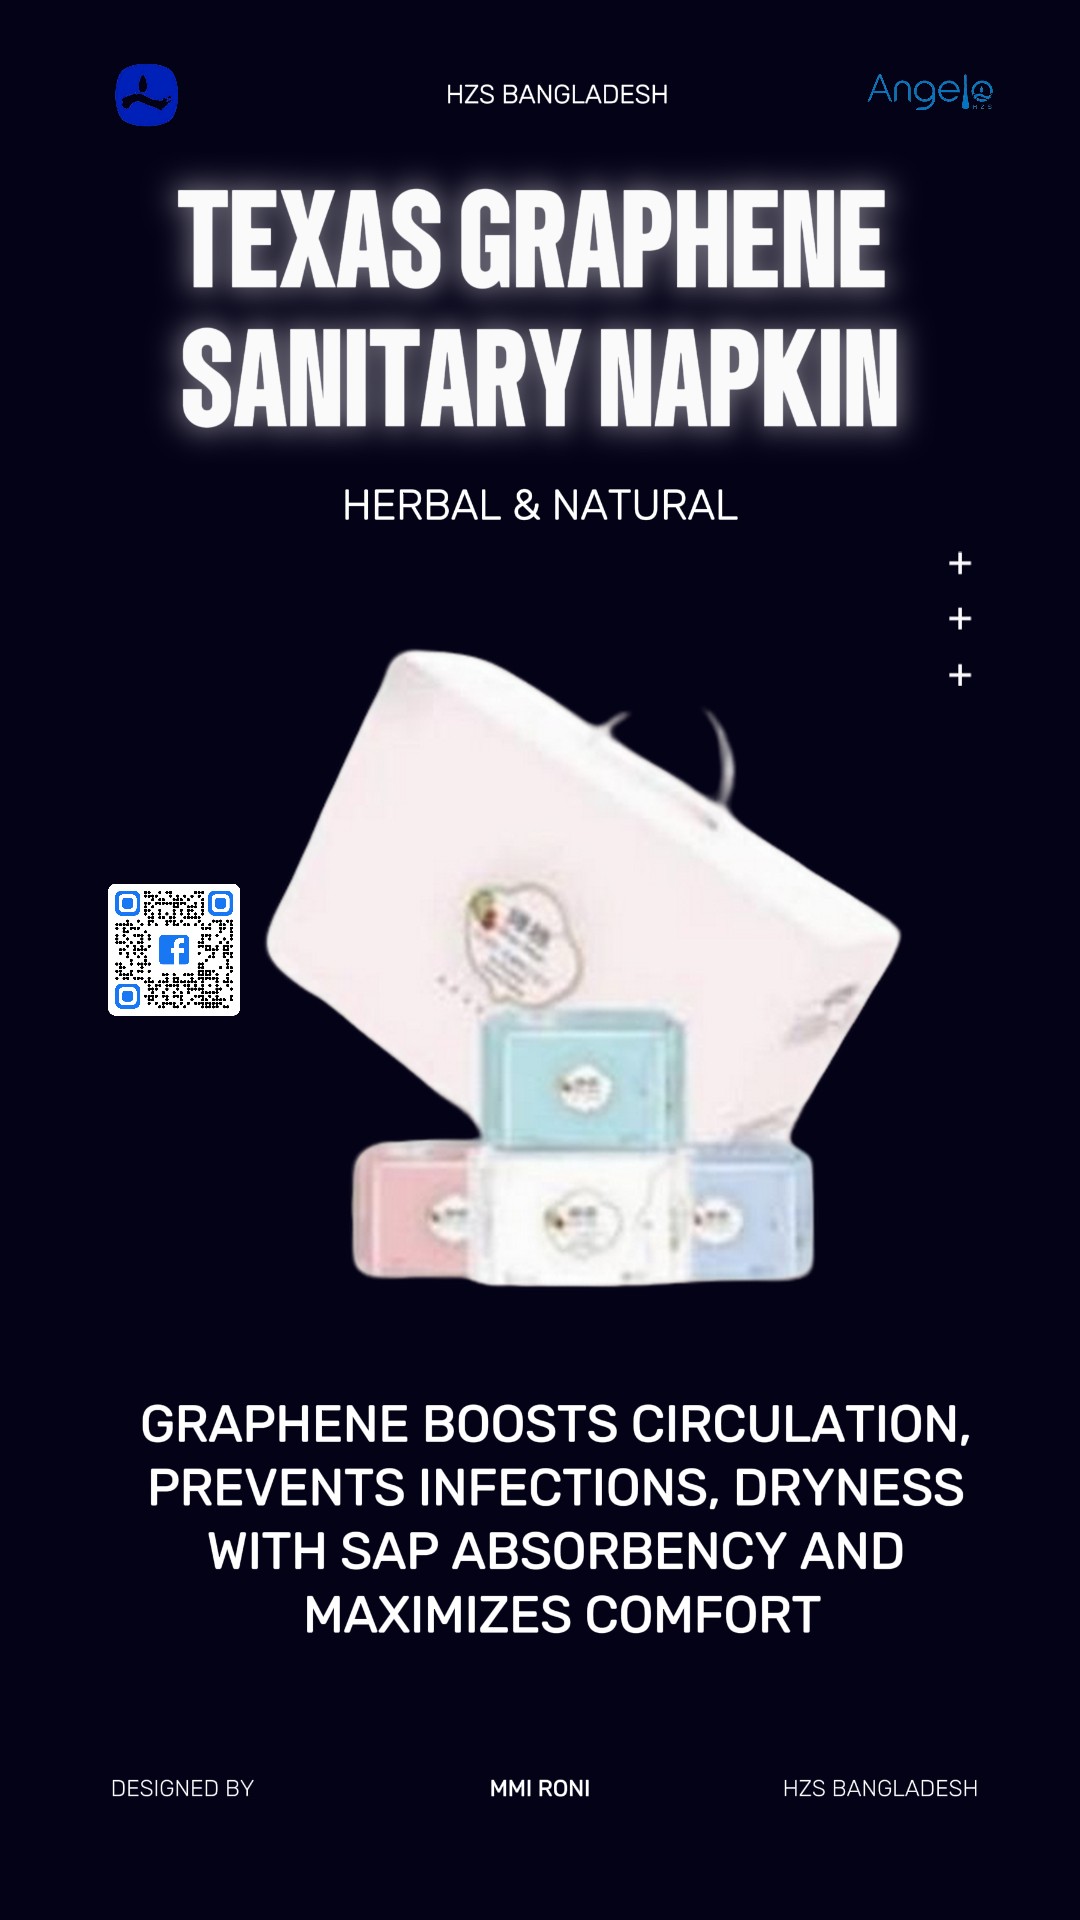 HZS BANGLADESH
Angelo
HZS
TEXAS GRAPHENE
SANITARY NAPKIN
HERBAL & NATURAL
+
+
+
GRAPHENE BOOSTS CIRCULATION,
PREVENTS INFECTIONS, DRYNESS
WITH SAP ABSORBENCY AND
MAXIMIZES COMFORT
DESIGNED BY
MMI RONI
HZS BANGLADESH